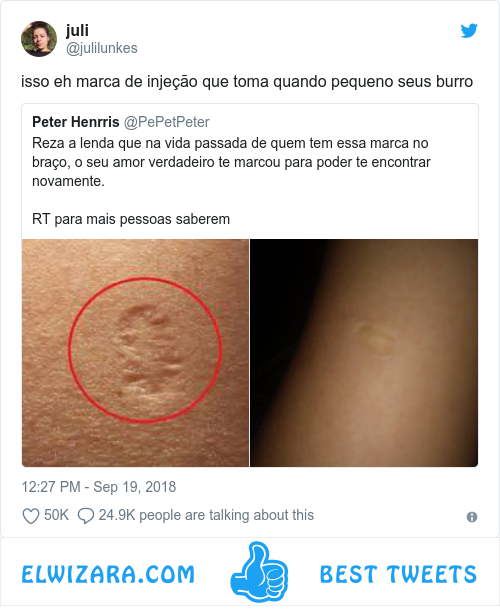 juli
@julilunkes
isso eh marca de injeção que toma quando pequeno seus burro
Peter Henrris @PePetPeter
Reza a lenda que na vida passada de quem tem essa marca no
braço, o seu amor verdadeiro te marcou para poder te encontrar
novamente.
RT para mais pessoas saberem
12:27 PM - Sep 19, 2018
50K 24.9K people are talking about this
ELWIZARA.COM BEST TWEETS